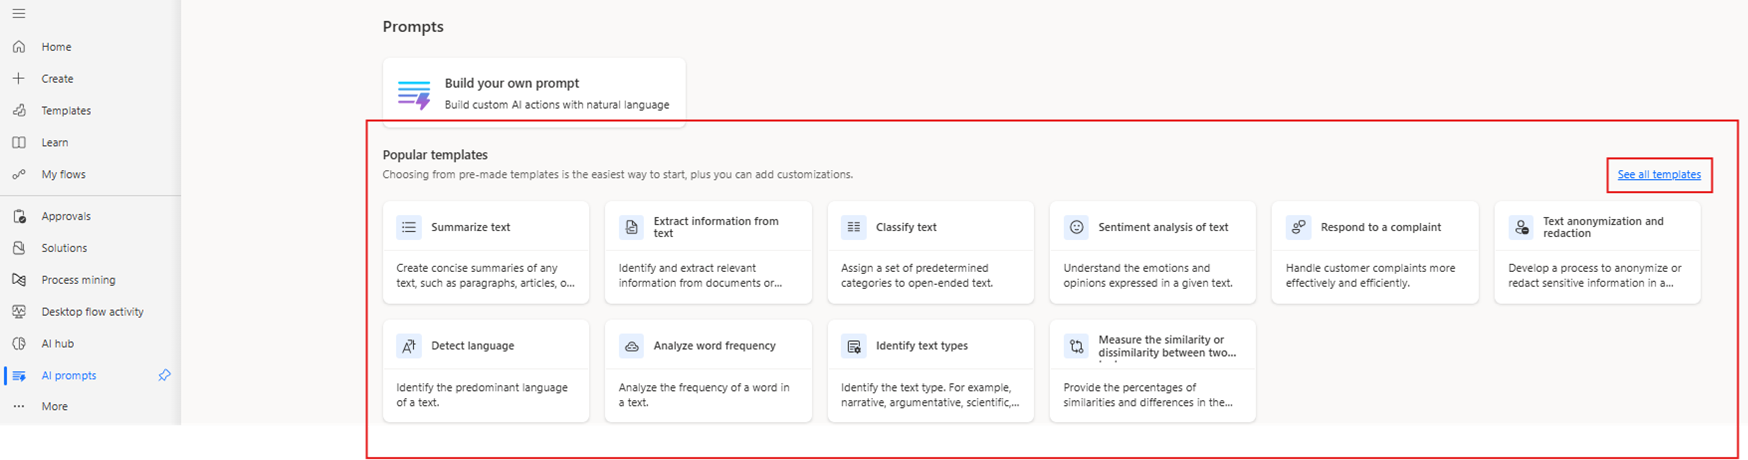 Home
Create
Templates
Learn
My flows
Approvals
Solutions
Process mining
Desktop flow activity
AI hub
AI prompts
More
Prompts
Build your own prompt
Build custom AI actions with natural language
Popular templates
Choosing from pre-made templates is the easiest way to start, plus you can add customizations.
See all templates
Summarize text
Create concise summaries of any
text, such as paragraphs, articles, o...
Extract information from
text
Identify and extract relevant
information from documents or...
Classify text
Assign a set of predetermined
categories to open-ended text.
Sentiment analysis of text
Understand the emotions and
opinions expressed in a given text.
Respond to a complaint
Handle customer complaints more
effectively and efficiently.
Text anonymization and
redaction
Develop a process to anonymize or
redact sensitive information in a...
Detect language
Identify the predominant language
of a text.
Analyze word frequency
Analyze the frequency of a word in
a text.
Identify text types
Identify the text type. For example,
narrative, argumentative, scientific,...
Measure the similarity or
dissimilarity between two...
Provide the percentages of
similarities and differences in the...